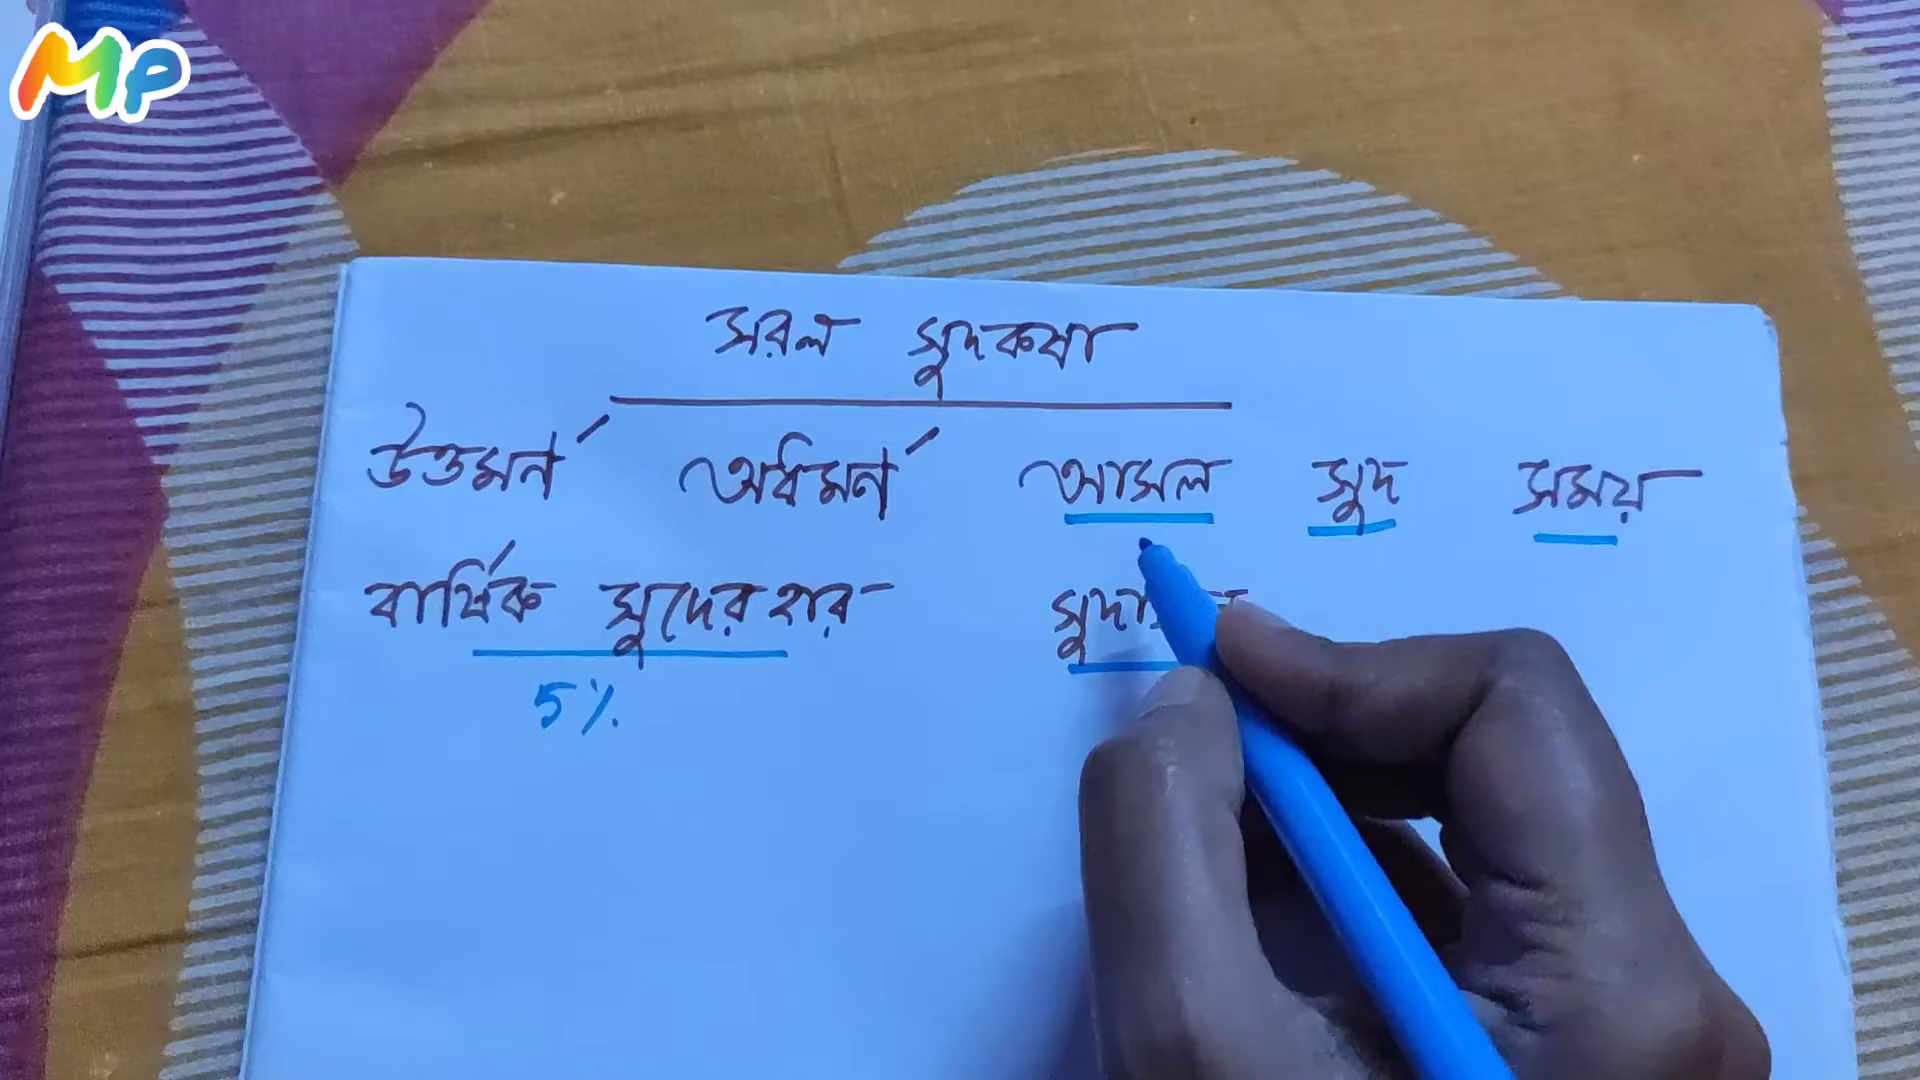 MP
সরল সুদকষা
উত্তমর্ণ অধমর্ণ আসল সুদ সময়
বার্ষিক সুদের হার
5%